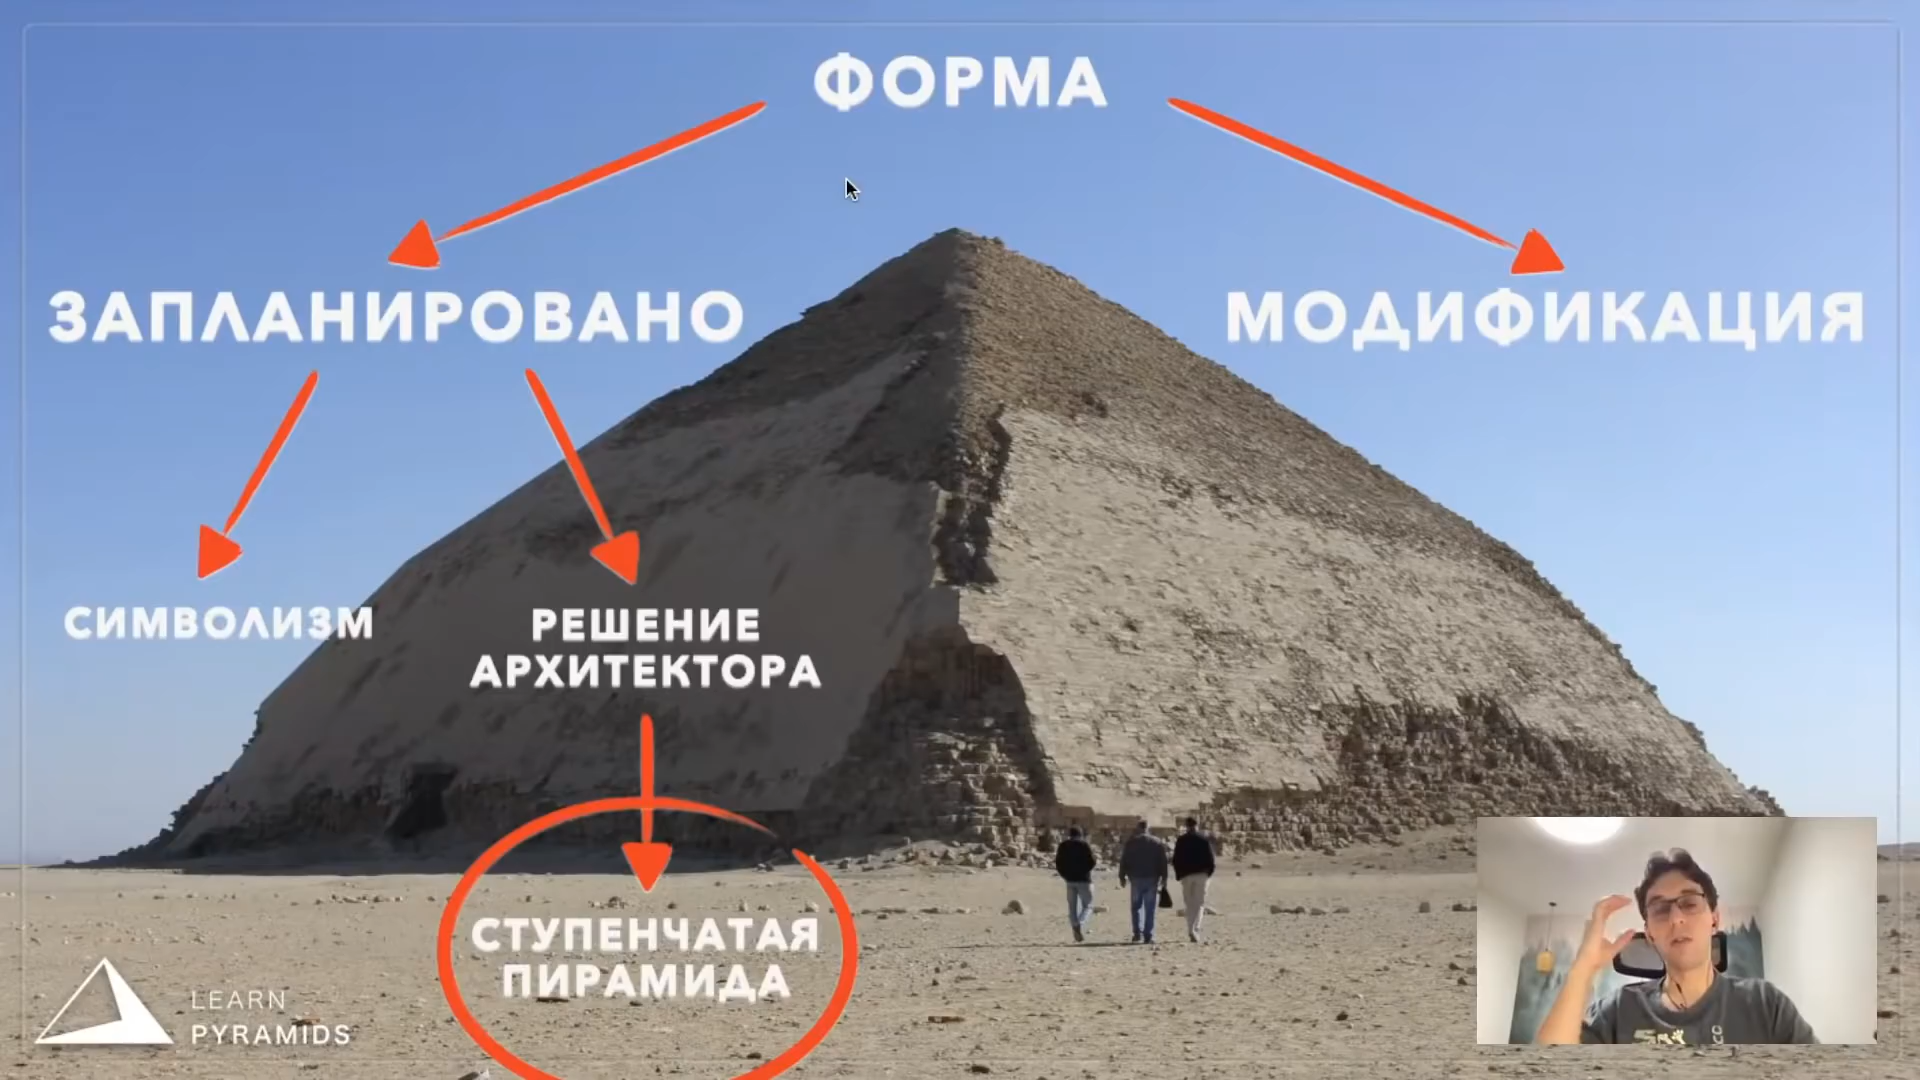 ФОРМА
ЗАПЛАНИРОВАНО
МОДИФИКАЦИЯ
СИМВОЛИЗМ
РЕШЕНИЕ
АРХИТЕКТОРА
СТУПЕНЧАТАЯ
ПИРАМИДА
LEARN
PYRAMIDS